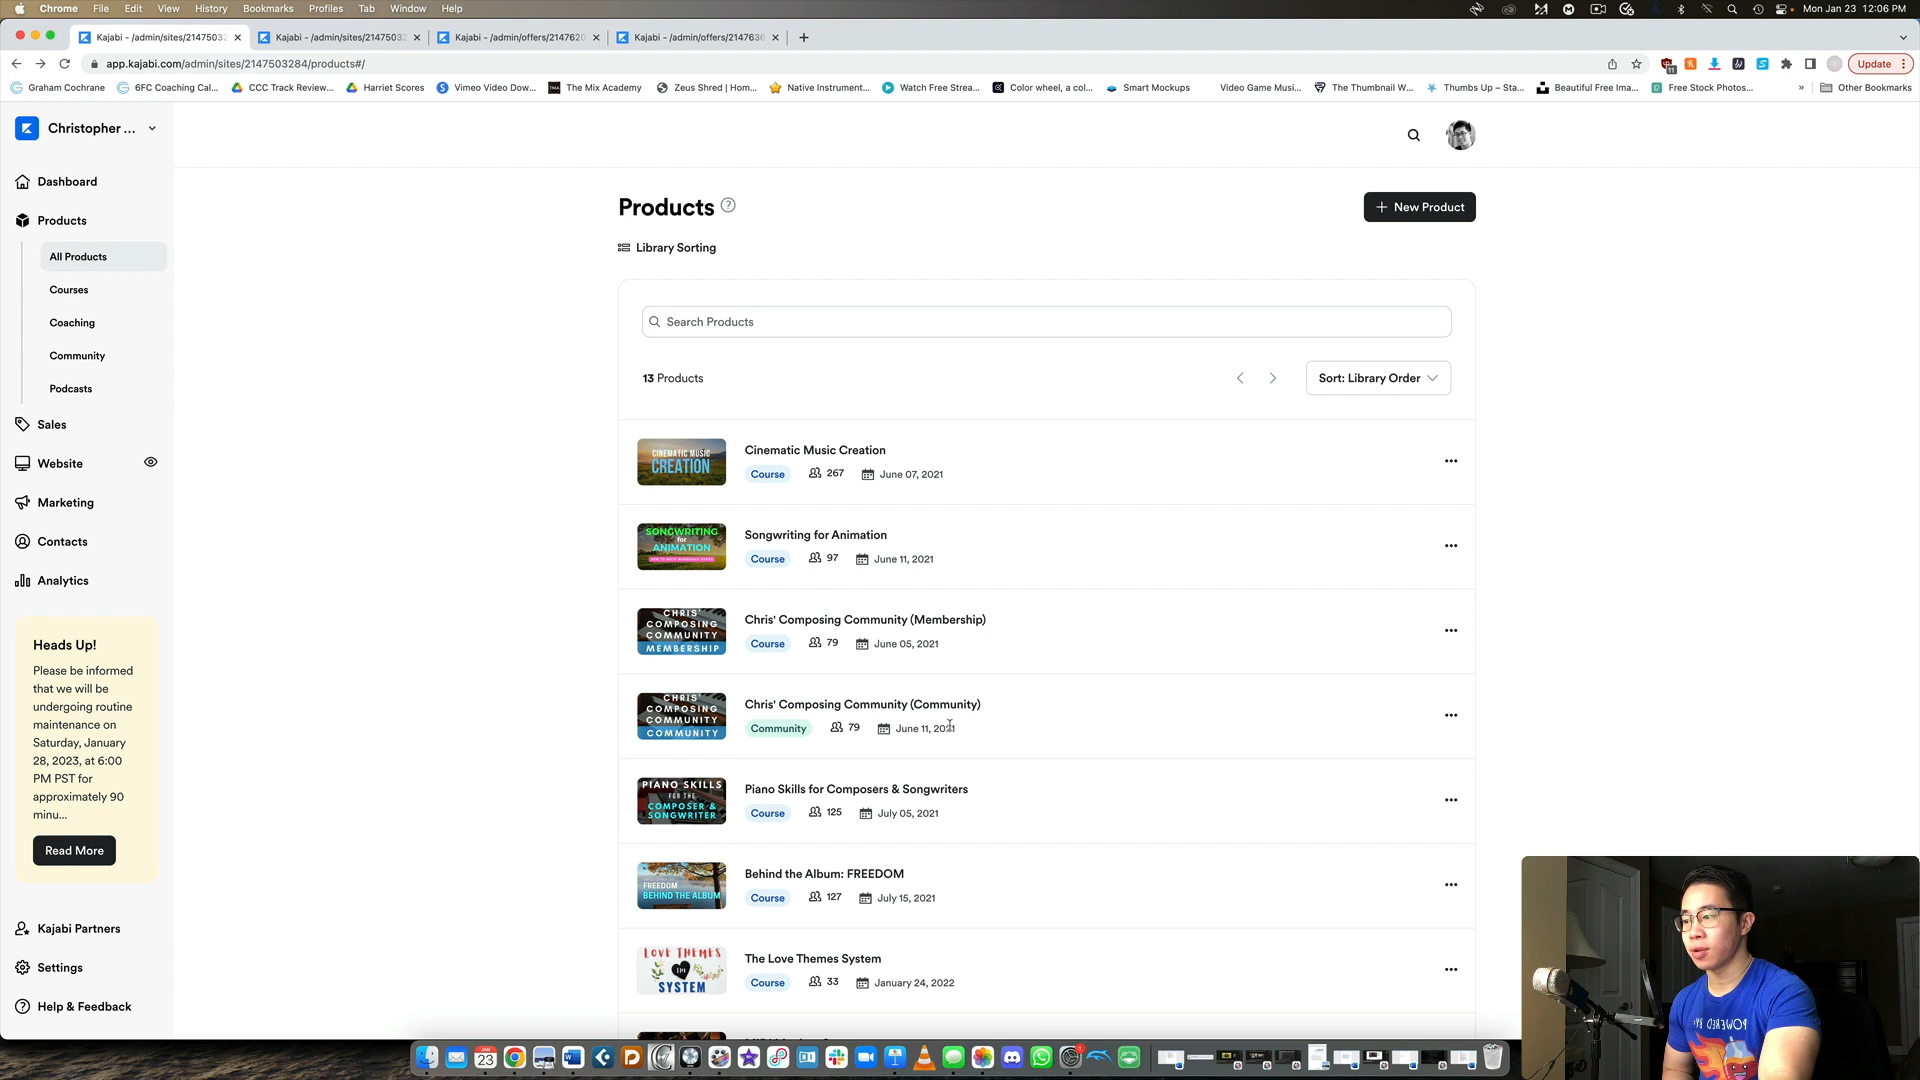 Chrome File Edit View History Bookmarks Profiles Tab Window Help Mon Jan 23 12:06 PM
Kajabi - /admin/sites/2147503 Kajabi - /admin/sites/2147503 Kajabi - /admin/offers/2147620 Kajabi - /admin/offers/2147636
app.kajabi.com/admin/sites/2147503284/products#/ 11 Update
Graham Cochrane 6FC Coaching Cal... CCC Track Review... Harriet Scores Vimeo Video Dow... The Mix Academy Zeus Shred | Hom... Native Instrument... Watch Free Strea... Color wheel, a col... Smart Mockups Video Game Musi... The Thumbnail W... Thumbs Up – Sta... Beautiful Free Ima... Free Stock Photos... » Other Bookmarks
Christopher ...
Dashboard
Products
All Products
Courses
Coaching
Community
Podcasts
Sales
Website
Marketing
Contacts
Analytics
Heads Up!
Please be informed
that we will be
undergoing routine
maintenance on
Saturday, January
28, 2023, at 6:00
PM PST for
approximately 90
minu...
Read More
Kajabi Partners
Settings
Help & Feedback
Products
+ New Product
Library Sorting
Search Products
13 Products
Sort: Library Order
CINEMATIC MUSIC
CREATION
Cinematic Music Creation
Course 267 June 07, 2021
SONGWRITING
for
ANIMATION
Songwriting for Animation
Course 97 June 11, 2021
CHRIS'
COMPOSING
COMMUNITY
MEMBERSHIP
Chris' Composing Community (Membership)
Course 79 June 05, 2021
CHRIS'
COMPOSING
COMMUNITY
COMMUNITY
Chris' Composing Community (Community)
Community 79 June 11, 2021
PIANO SKILLS
FOR THE
COMPOSER &
SONGWRITER
Piano Skills for Composers & Songwriters
Course 125 July 05, 2021
FREEDOM
BEHIND THE ALBUM
Behind the Album: FREEDOM
Course 127 July 15, 2021
LOVE THEMES
THE
SYSTEM
The Love Themes System
Course 33 January 24, 2022
JAN
23
POWERED BY: